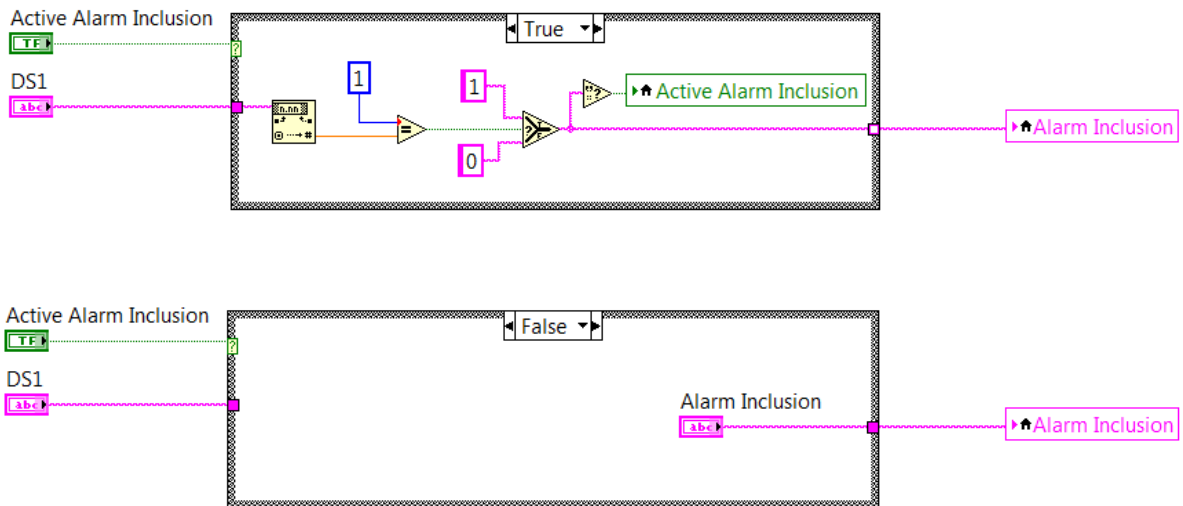 Active Alarm Inclusion
TF
DS1
abc
True
?
n.nn
#
1
=
1
0
?
T
F
?
Active Alarm Inclusion
Alarm Inclusion
Active Alarm Inclusion
TF
DS1
abc
False
?
Alarm Inclusion
abc
Alarm Inclusion